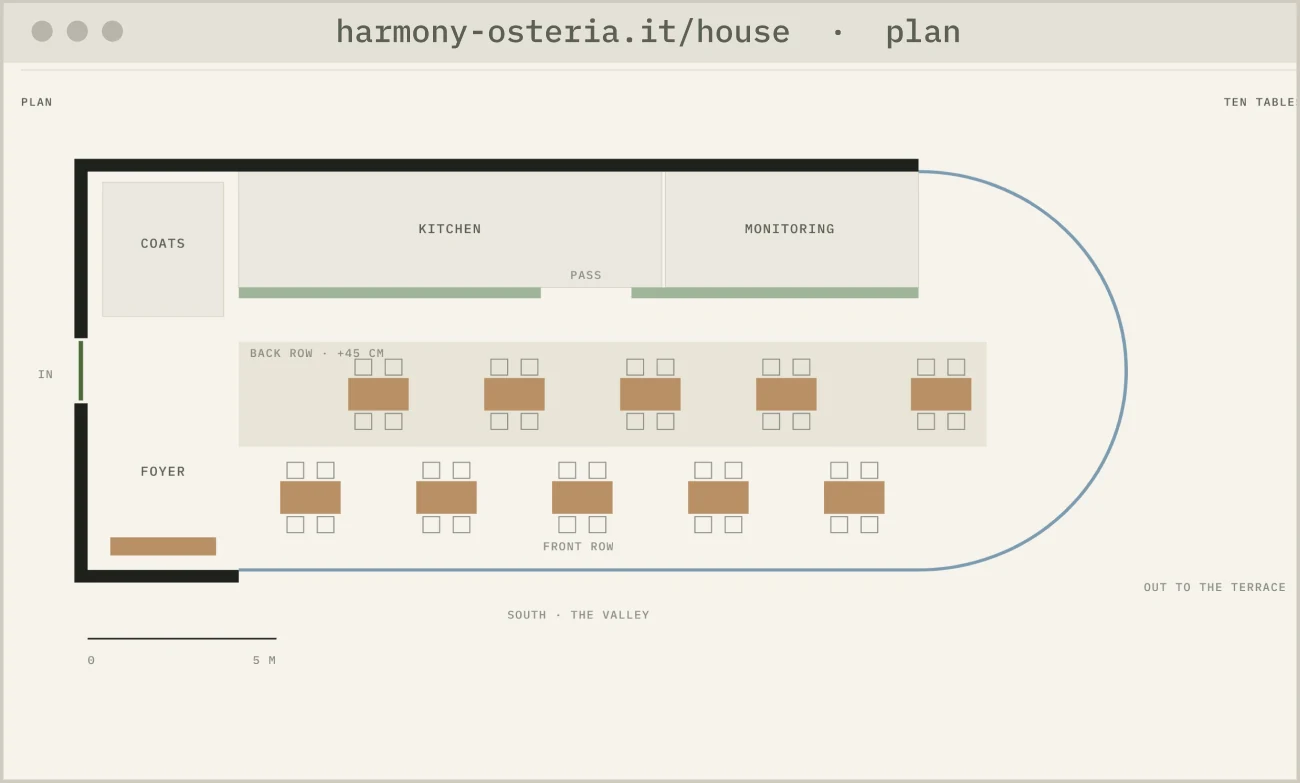 harmony-osteria.it/house · plan
PLAN
TEN TABLES
COATS
KITCHEN
MONITORING
PASS
BACK ROW · +45 CM
IN
FOYER
FRONT ROW
OUT TO THE TERRACE
SOUTH · THE VALLEY
0
5 M